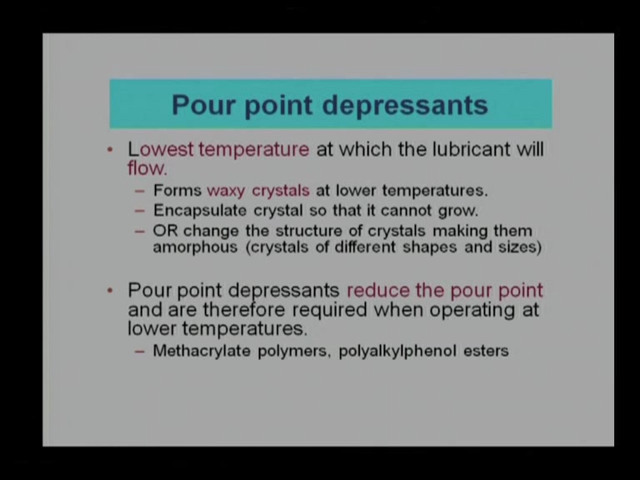 Pour point depressants
• Lowest temperature at which the lubricant will
flow.
– Forms waxy crystals at lower temperatures.
– Encapsulate crystal so that it cannot grow.
– OR change the structure of crystals making them
amorphous (crystals of different shapes and sizes)
• Pour point depressants reduce the pour point
and are therefore required when operating at
lower temperatures.
– Methacrylate polymers, polyalkylphenol esters